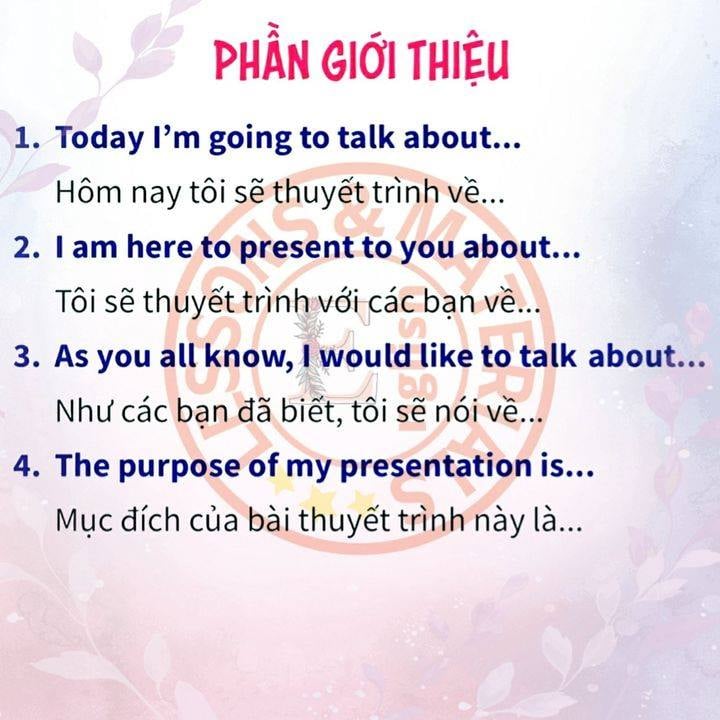 PHẦN GIỚI THIỆU
1. Today I’m going to talk about...
Hôm nay tôi sẽ thuyết trình về...
2. I am here to present to you about...
Tôi sẽ thuyết trình với các bạn về...
3. As you all know, I would like to talk about...
Như các bạn đã biết, tôi sẽ nói về...
4. The purpose of my presentation is...
Mục đích của bài thuyết trình này là...
LESSONS & MATERIALS
English